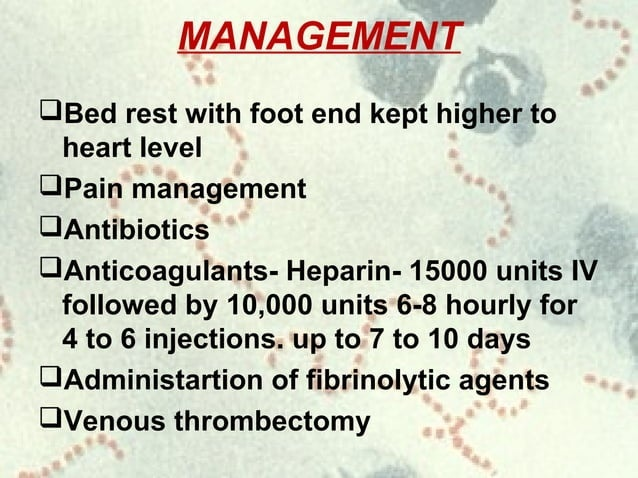 MANAGEMENT
❑Bed rest with foot end kept higher to
heart level
❑Pain management
❑Antibiotics
❑Anticoagulants- Heparin- 15000 units IV
followed by 10,000 units 6-8 hourly for
4 to 6 injections. up to 7 to 10 days
❑Administartion of fibrinolytic agents
❑Venous thrombectomy